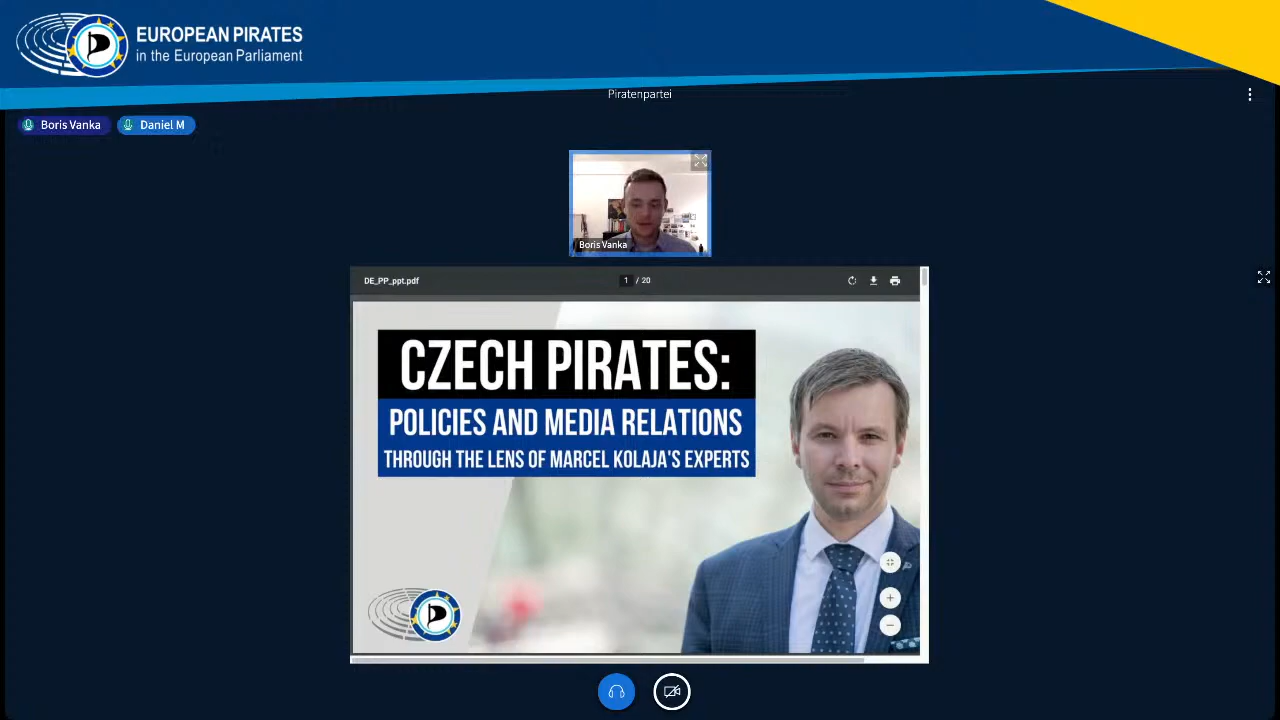 EUROPEAN PIRATES
in the European Parliament
Piratenpartei
Boris Vanka
Daniel M
Boris Vanka
DE_PP_ppt.pdf
1 / 20
CZECH PIRATES:
POLICIES AND MEDIA RELATIONS
THROUGH THE LENS OF MARCEL KOLAJA'S EXPERTS